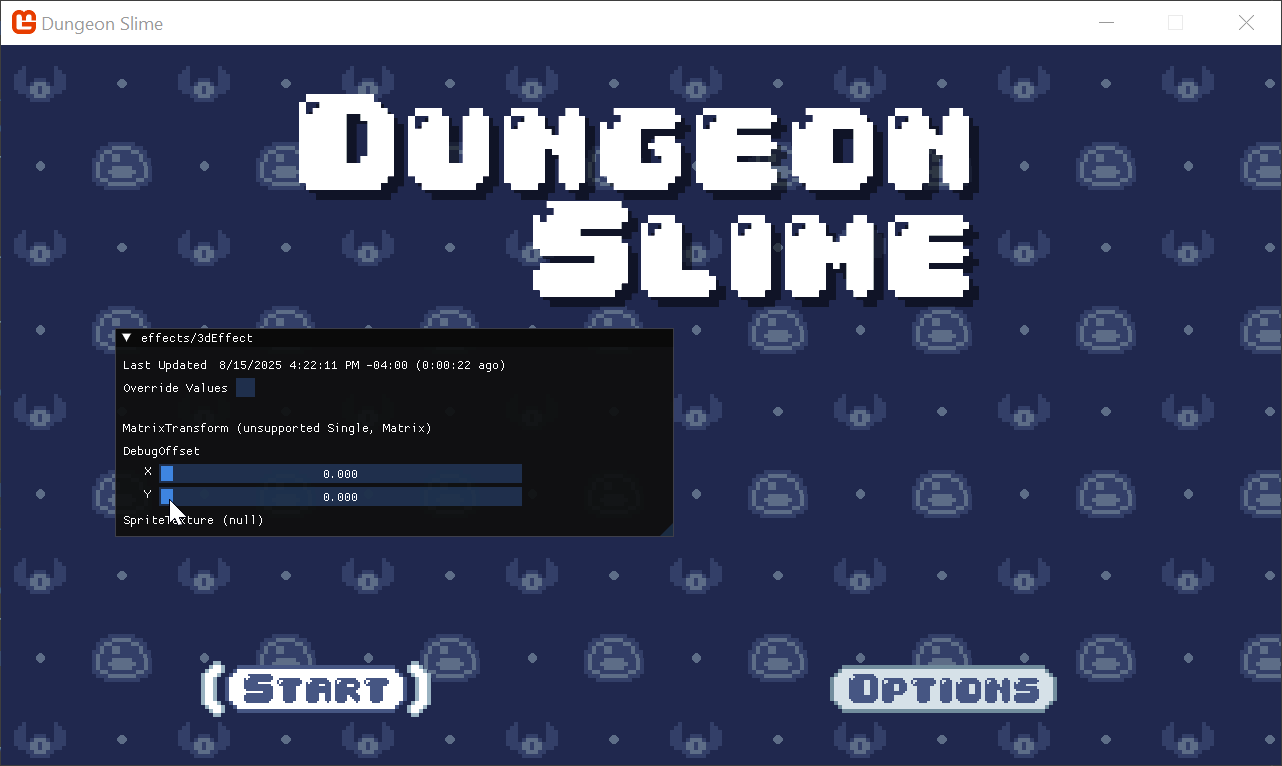 Dungeon Slime
DUNGEON
SLIME
effects/3dEffect
Last Updated 8/15/2025 4:22:11 PM -04:00 (0:00:22 ago)
Override Values
MatrixTransform (unsupported Single, Matrix)
DebugOffset
X 0.000
Y 0.000
SpriteTexture (null)
START
OPTIONS